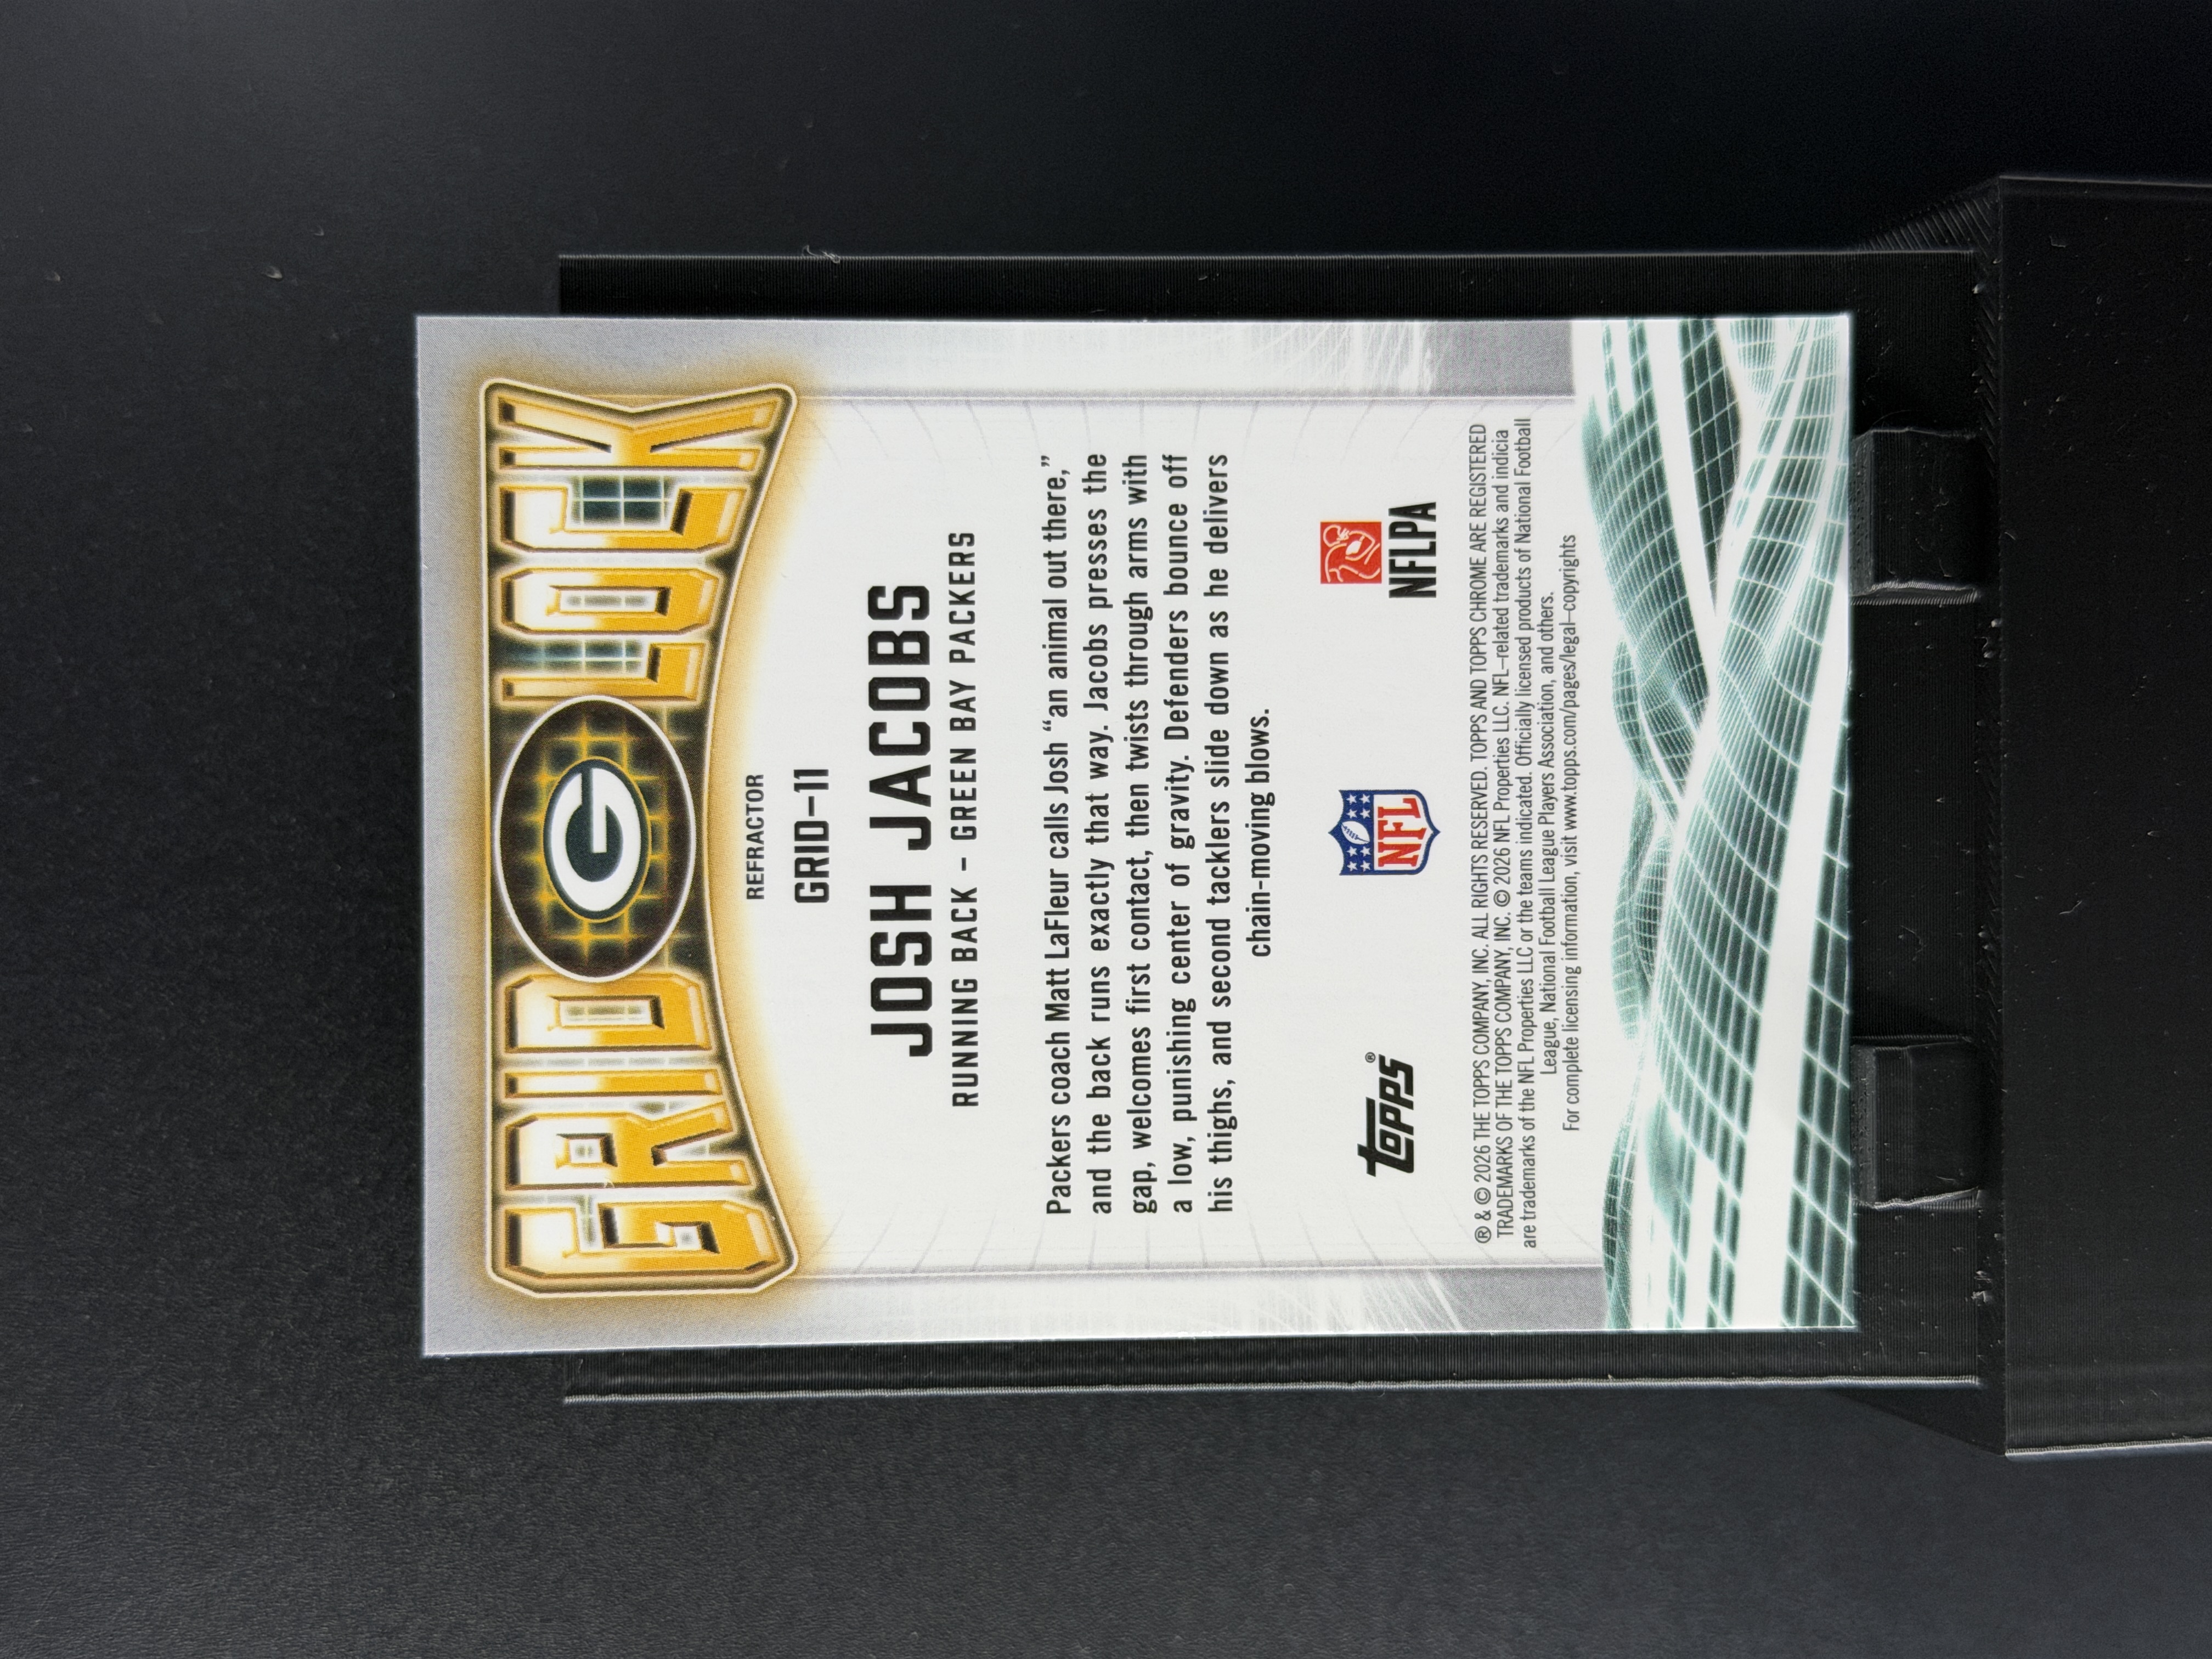 GRID G LOCK
REFRACTOR
GRID–11
JOSH JACOBS
RUNNING BACK – GREEN BAY PACKERS
Packers coach Matt LaFleur calls Josh “an animal out there,”
and the back runs exactly that way. Jacobs presses the
gap, welcomes first contact, then twists through arms with
a low, punishing center of gravity. Defenders bounce off
his thighs, and second tacklers slide down as he delivers
chain-moving blows.
TOPPS® NFL NFLPA
® & © 2026 THE TOPPS COMPANY, INC. ALL RIGHTS RESERVED. TOPPS AND TOPPS CHROME ARE REGISTERED
TRADEMARKS OF THE TOPPS COMPANY, INC. © 2026 NFL Properties LLC. NFL–related trademarks and indicia
are trademarks of the NFL Properties LLC or the teams indicated. Officially licensed products of National Football
League, National Football League Players Association, and others.
For complete licensing information, visit www.topps.com/pages/legal–copyrights